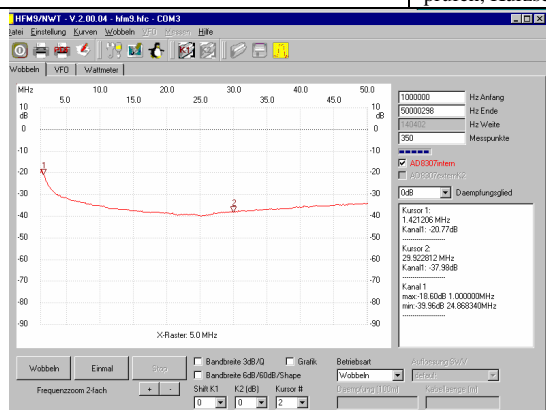 HFM9/NWT - V.2.00.04 - hfm9.hfc - COM3
Datei Einstellung Kurven Wobbeln VFO Messen Hilfe
Wobbeln VFO Wattmeter
MHz 10.0 20.0 30.0 40.0 50.0
5.0 15.0 25.0 35.0 45.0
10 10
dB dB
0 0
-10 -10
1
-20 -20
-30 -30
2
-40 -40
-50 -50
-60 -60
-70 -70
-80 -80
-90 -90
X-Raster: 5.0 MHz
1000000 Hz Anfang
50000298 Hz Ende
140402 Hz Weite
350 Messpunkte
AD8307intern
AD8307externK2
0dB Daempfungsglied
Kursor 1:
1.421206 MHz
Kanal1: -20.77dB
--------------------
Kursor 2:
29.922812 MHz
Kanal1: -37.98dB
--------------------
Kanal 1
max:-18.60dB 1.000000MHz
min:-39.96dB 24.868340MHz
--------------------
Wobbeln Einmal Stop
Frequenzzoom 2-fach + -
Bandbreite 3dB/Q Grafik
Bandbreite 6dB/60dB/Shape
Shift K1 K2 (dB) Kursor #
0 0 2
Betriebsart
Wobbeln
Auflösung SWV
default
Daempfung (100m)
Kabellaenge (m)